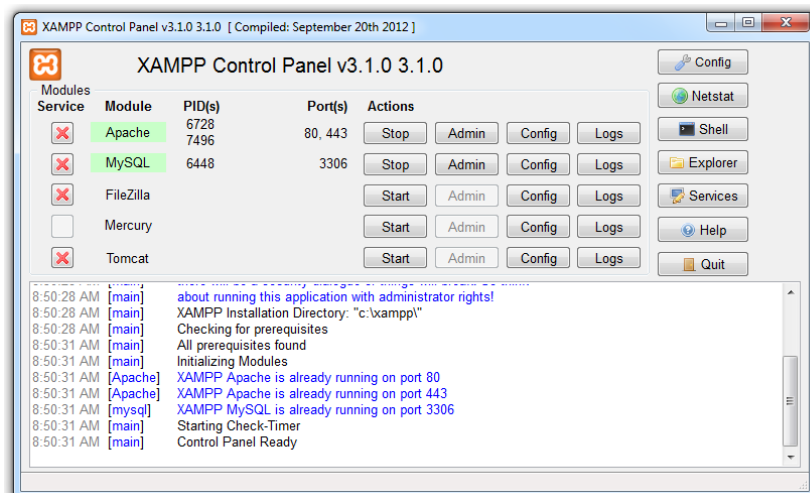 XAMPP Control Panel v3.1.0 3.1.0 [ Compiled: September 20th 2012 ]
XAMPP Control Panel v3.1.0 3.1.0
Config
Modules
Service Module PID(s) Port(s) Actions
Netstat
Apache 6728 7496 80, 443 Stop Admin Config Logs
Shell
MySQL 6448 3306 Stop Admin Config Logs
Explorer
FileZilla Start Admin Config Logs
Services
Mercury Start Admin Config Logs
Help
Tomcat Start Admin Config Logs
Quit
8:50:28 AM [main] about running this application with administrator rights!
8:50:28 AM [main] XAMPP Installation Directory: "c:\xampp\"
8:50:28 AM [main] Checking for prerequisites
8:50:31 AM [main] All prerequisites found
8:50:31 AM [main] Initializing Modules
8:50:31 AM [Apache] XAMPP Apache is already running on port 80
8:50:31 AM [Apache] XAMPP Apache is already running on port 443
8:50:31 AM [mysql] XAMPP MySQL is already running on port 3306
8:50:31 AM [main] Starting Check-Timer
8:50:31 AM [main] Control Panel Ready